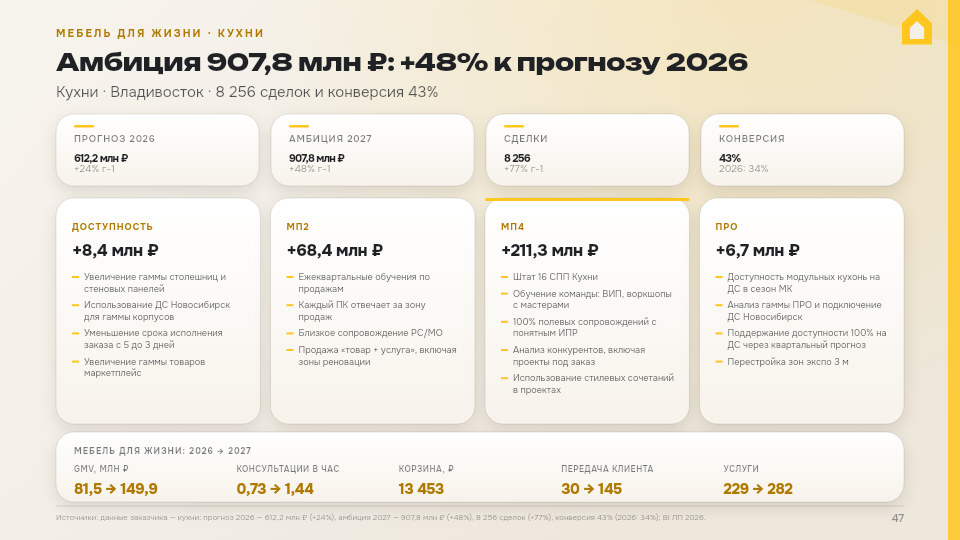 МЕБЕЛЬ ДЛЯ ЖИЗНИ · КУХНИ
Амбиция 907,8 млн ₽: +48% к прогнозу 2026
Кухни · Владивосток · 8 256 сделок и конверсия 43%
ПРОГНОЗ 2026
612,2 млн ₽
+24% г-1
АМБИЦИЯ 2027
907,8 млн ₽
+48% г-1
СДЕЛКИ
8 256
+77% г-1
КОНВЕРСИЯ
43%
2026: 34%
ДОСТУПНОСТЬ
+8,4 млн ₽
Увеличение гаммы столешниц и
стеновых панелей
Использование ДС Новосибирск
для гаммы корпусов
Уменьшение срока исполнения
заказа с 5 до 3 дней
Увеличение гаммы товаров
маркетплейс
МП2
+68,4 млн ₽
Ежеквартальные обучения по
продажам
Каждый ПК отвечает за зону
продаж
Близкое сопровождение РС/МО
Продажа «товар + услуга», включая
зоны реновации
МП4
+211,3 млн ₽
Штат 16 СПП Кухни
Обучение команды: ВИП, воркшопы
с мастерами
100% полевых сопровождений с
понятным ИПР
Анализ конкурентов, включая
проекты под заказ
Использование стилевых сочетаний
в проектах
ПРО
+6,7 млн ₽
Доступность модульных кухонь на
ДС в сезон МК
Анализ гаммы ПРО и подключение
ДС Новосибирск
Поддержание доступности 100% на
ДС через квартальный прогноз
Перестройка зон экспо 3 м
МЕБЕЛЬ ДЛЯ ЖИЗНИ: 2026 → 2027
GMV, МЛН ₽
81,5 → 149,9
КОНСУЛЬТАЦИИ В ЧАС
0,73 → 1,44
КОРЗИНА, ₽
13 453
ПЕРЕДАЧА КЛИЕНТА
30 → 145
УСЛУГИ
229 → 282
Источники: данные заказчика — кухни: прогноз 2026 — 612,2 млн ₽ (+24%), амбиция 2027 — 907,8 млн ₽ (+48%), 8 256 сделок (+77%), конверсия 43% (2026: 34%); BI ЛП 2026.
47